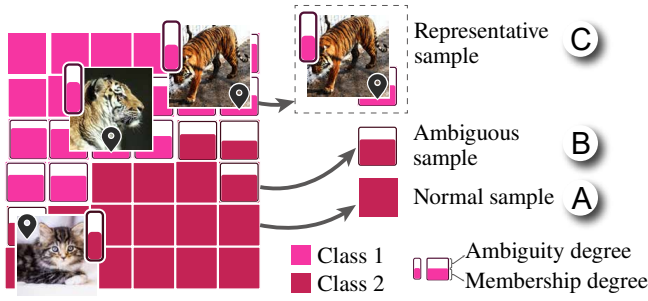 Representative
sample
C
Ambiguous
sample
B
Normal sample
A
Class 1
Class 2
Ambiguity degree
Membership degree